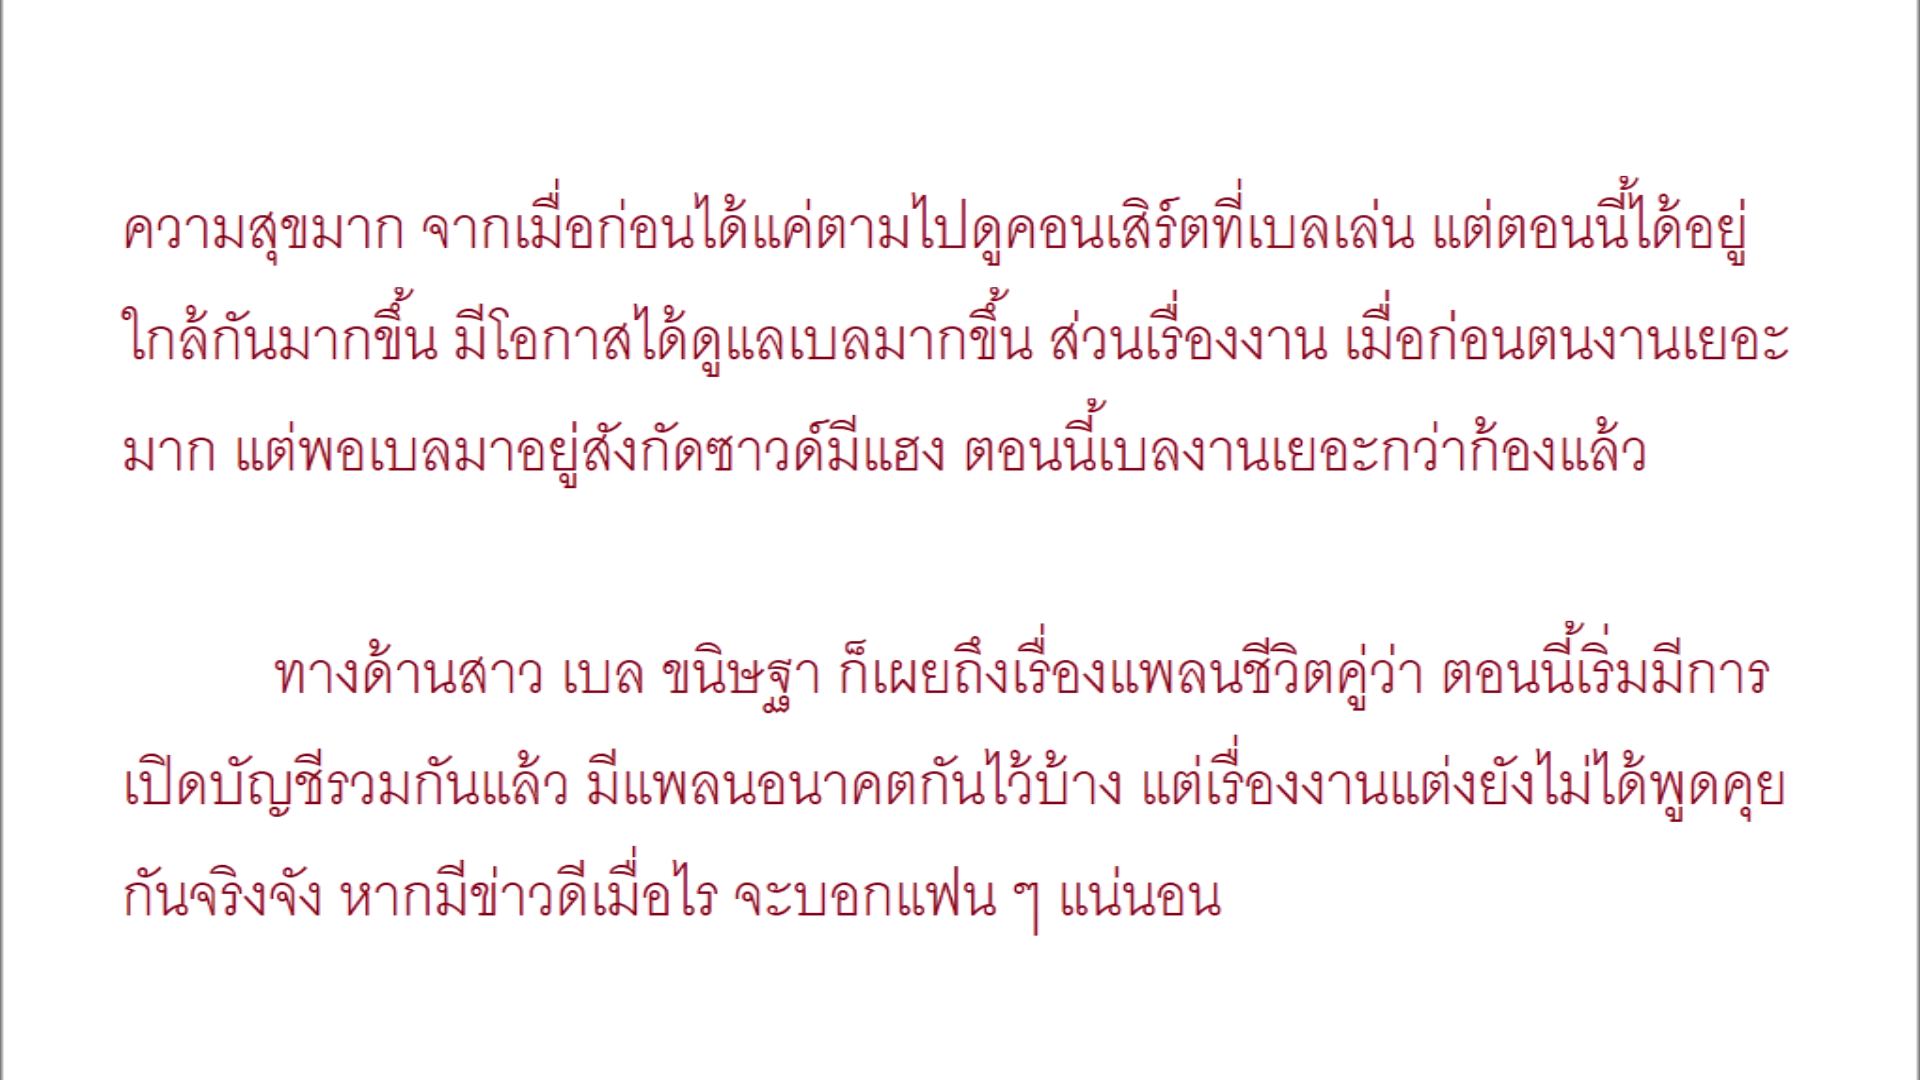 ความสุขมาก จากเมื่อก่อนได้แค่ตามไปดูคอนเสิร์ตที่เบลเล่น แต่ตอนนี้ได้อยู่
ใกล้กันมากขึ้น มีโอกาสได้ดูแลเบลมากขึ้น ส่วนเรื่องงาน เมื่อก่อนตนงานเยอะ
มาก แต่พอเบลมาอยู่สังกัดซาวด์มีแฮง ตอนนี้เบลงานเยอะกว่าก้องแล้ว
ทางด้านสาว เบล ขนิษฐา ก็เผยถึงเรื่องแพลนชีวิตคู่ว่า ตอนนี้เริ่มมีการ
เปิดบัญชีรวมกันแล้ว มีแพลนอนาคตกันไว้บ้าง แต่เรื่องงานแต่งยังไม่ได้พูดคุย
กันจริงจัง หากมีข่าวดีเมื่อไร จะบอกแฟน ๆ แน่นอน